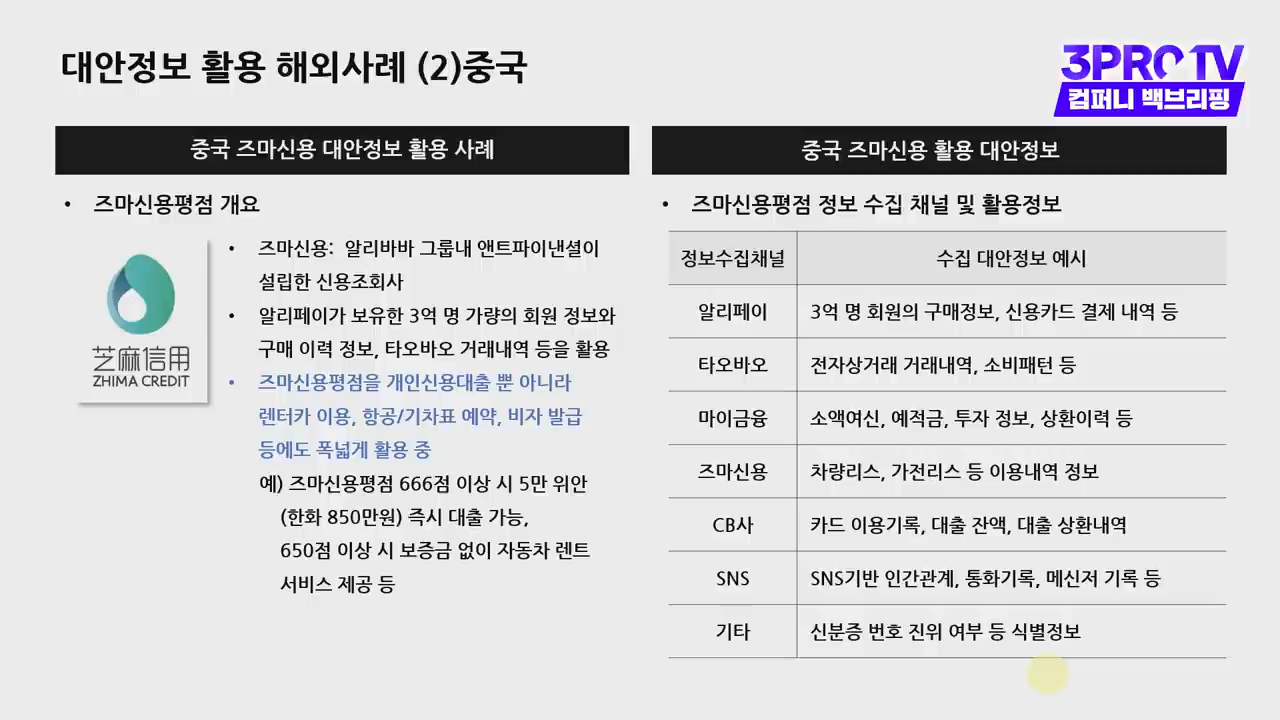 대안정보 활용 해외사례 (2)중국
3PRO TV
컴퍼니 백브리핑
중국 즈마신용 대안정보 활용 사례
• 즈마신용평점 개요
芝麻信用
ZHIMA CREDIT
• 즈마신용: 알리바바 그룹내 앤트파이낸셜이
설립한 신용조회사
• 알리페이가 보유한 3억 명 가량의 회원 정보와
구매 이력 정보, 타오바오 거래내역 등을 활용
• 즈마신용평점을 개인신용대출 뿐 아니라
렌터카 이용, 항공/기차표 예약, 비자 발급
등에도 폭넓게 활용 중
예) 즈마신용평점 666점 이상 시 5만 위안
(한화 850만원) 즉시 대출 가능,
650점 이상 시 보증금 없이 자동차 렌트
서비스 제공 등
중국 즈마신용 활용 대안정보
• 즈마신용평점 정보 수집 채널 및 활용정보
정보수집채널 수집 대안정보 예시
알리페이 3억 명 회원의 구매정보, 신용카드 결제 내역 등
타오바오 전자상거래 거래내역, 소비패턴 등
마이금융 소액여신, 예적금, 투자 정보, 상환이력 등
즈마신용 차량리스, 가전리스 등 이용내역 정보
CB사 카드 이용기록, 대출 잔액, 대출 상환내역
SNS SNS기반 인간관계, 통화기록, 메신저 기록 등
기타 신분증 번호 진위 여부 등 식별정보